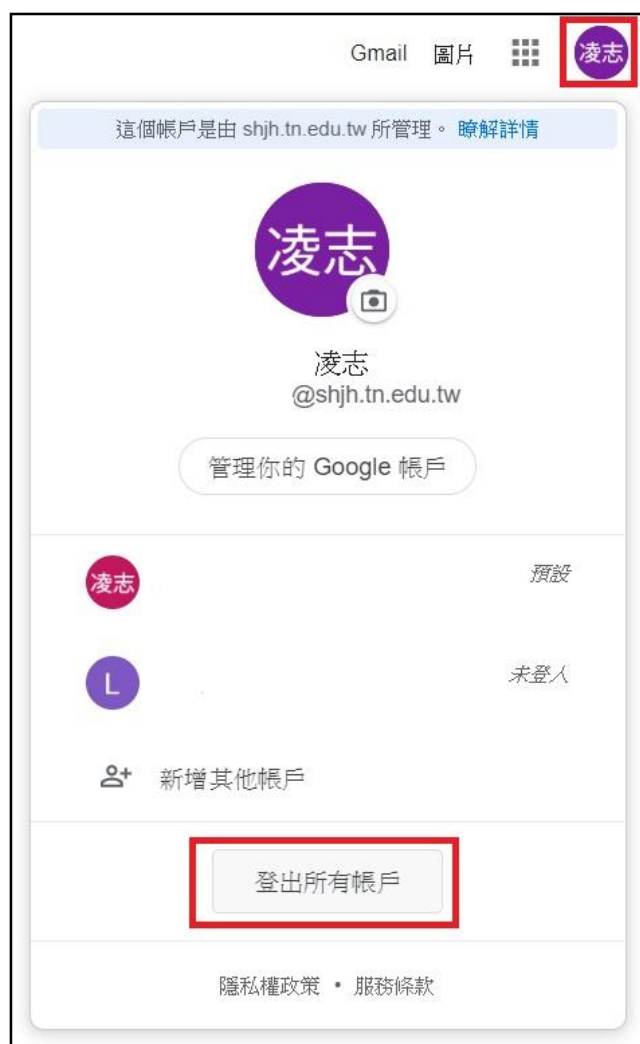 Gmail 圖片 凌志
這個帳戶是由 shjh.tn.edu.tw 所管理。 瞭解詳情
凌志
凌志
@shjh.tn.edu.tw
管理你的 Google 帳戶
凌志 預設
L 未登入
新增其他帳戶
登出所有帳戶
隱私權政策 • 服務條款